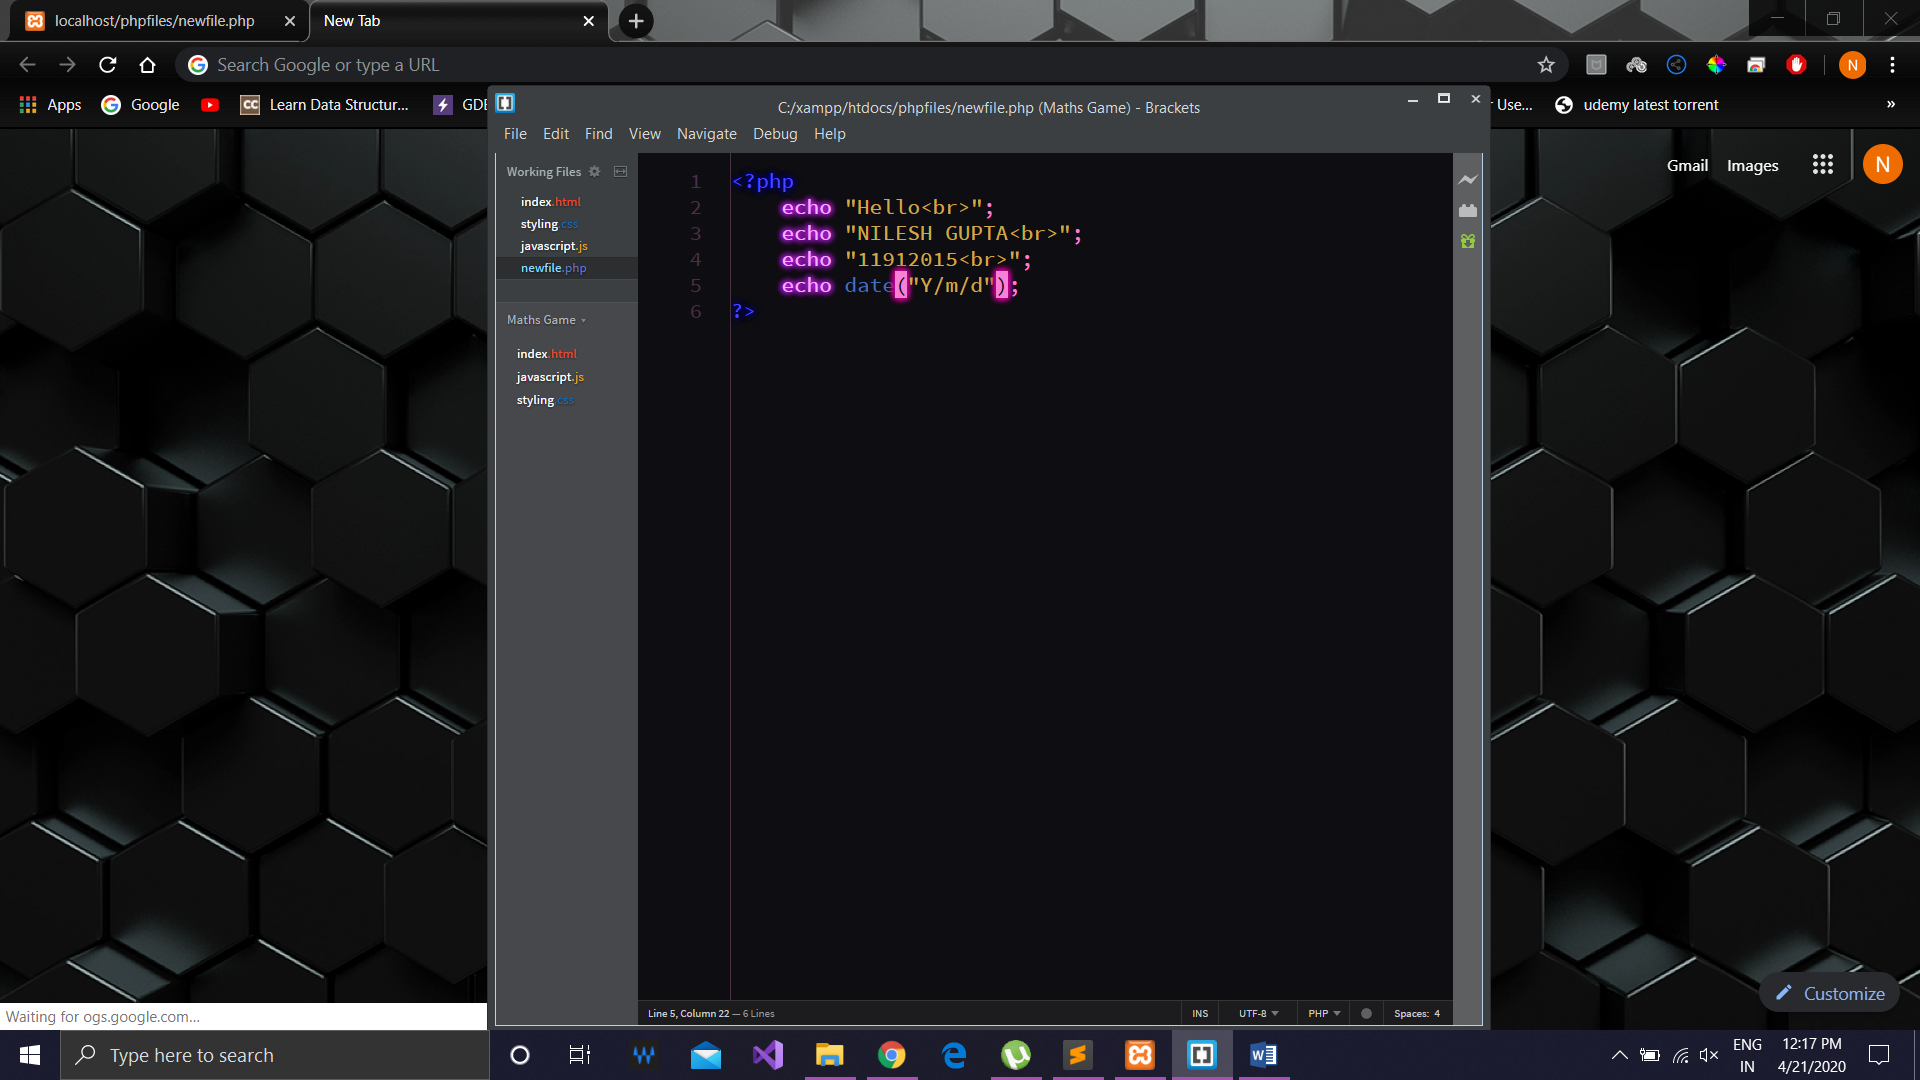 localhost/phpfiles/newfile.php
New Tab
Search Google or type a URL
N
Apps
Google
CC
Learn Data Structur...
GDB
r Use...
udemy latest torrent
»
C:/xampp/htdocs/phpfiles/newfile.php (Maths Game) - Brackets
File Edit Find View Navigate Debug Help
Gmail Images N
Working Files
index.html
styling.css
javascript.js
newfile.php
Maths Game
index.html
javascript.js
styling.css
1 <?php
2 echo "Hello<br>";
3 echo "NILESH GUPTA<br>";
4 echo "11912015<br>";
5 echo date("Y/m/d");
6 ?>
Customize
Waiting for ogs.google.com...
Line 5, Column 22 — 6 Lines
INS UTF-8 PHP Spaces: 4
Type here to search
ENG
IN
12:17 PM
4/21/2020